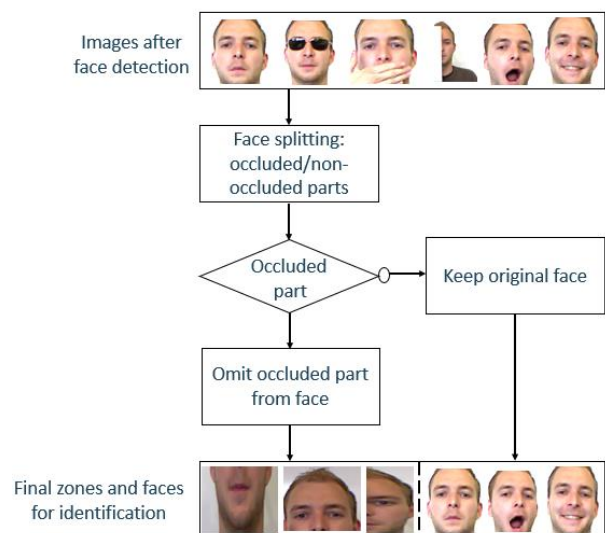 Images after
face detection
Face splitting:
occluded/non-
occluded parts
Occluded
part
Keep original face
Omit occluded part
from face
Final zones and faces
for identification